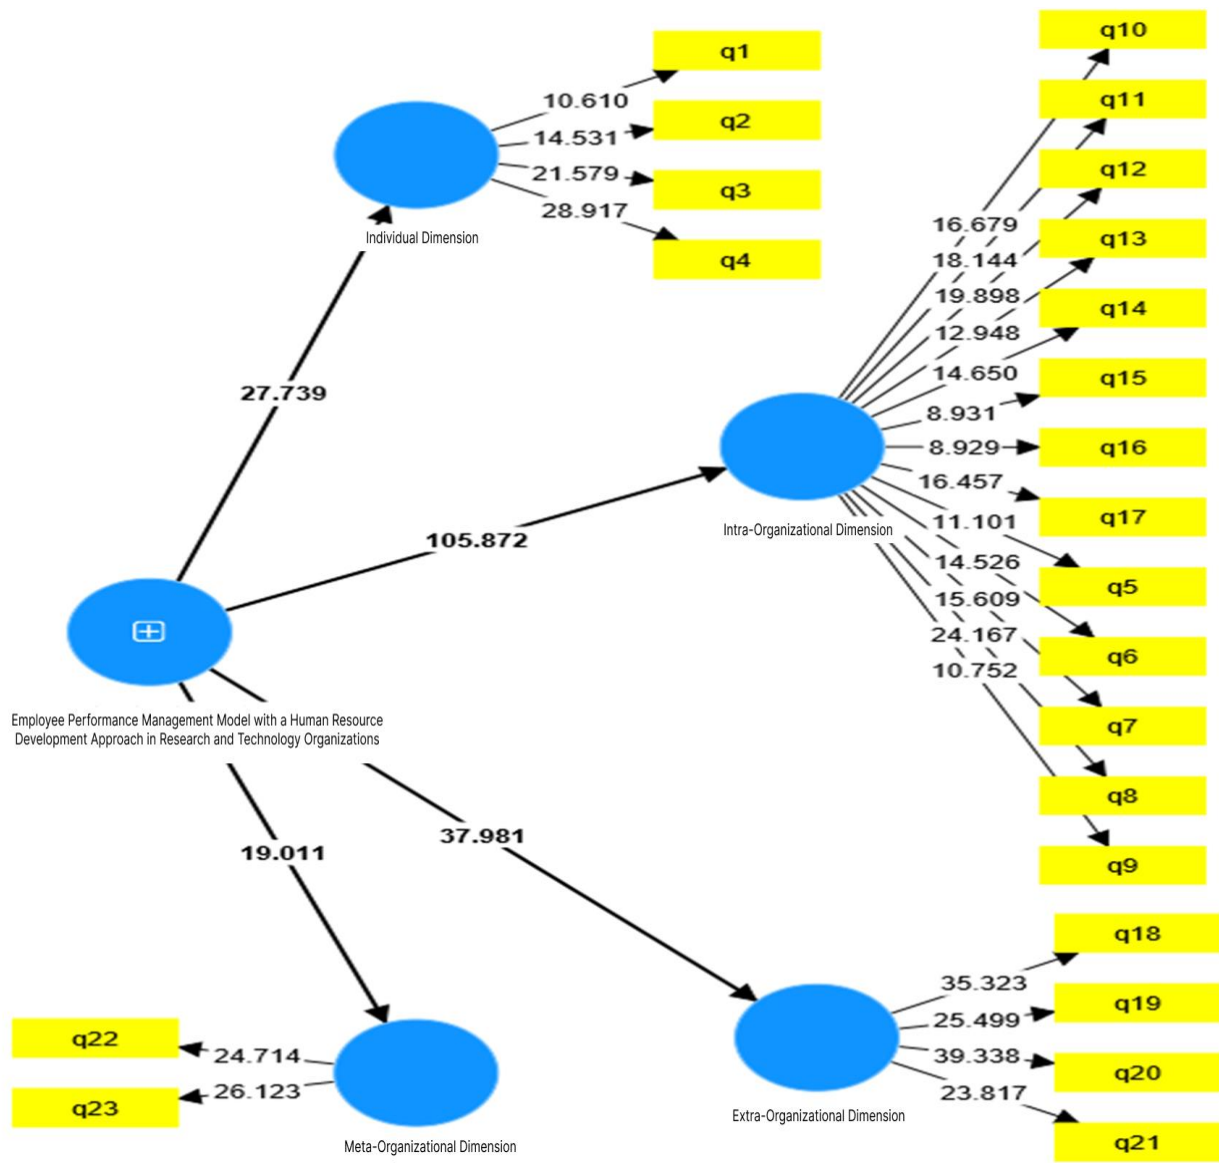 q1
10.610
q2
14.531
q3
21.579
q4
28.917
Individual Dimension
q10
q11
q12
q13
q14
q15
q16
q17
q5
q6
q7
q8
q9
16.679
18.144
19.898
12.948
14.650
8.931
8.929
16.457
11.101
14.526
15.609
24.167
10.752
Intra-Organizational Dimension
27.739
105.872
Employee Performance Management Model with a Human Resource
Development Approach in Research and Technology Organizations
19.011
37.981
q22
24.714
q23
26.123
Meta-Organizational Dimension
q18
35.323
q19
25.499
q20
39.338
q21
23.817
Extra-Organizational Dimension